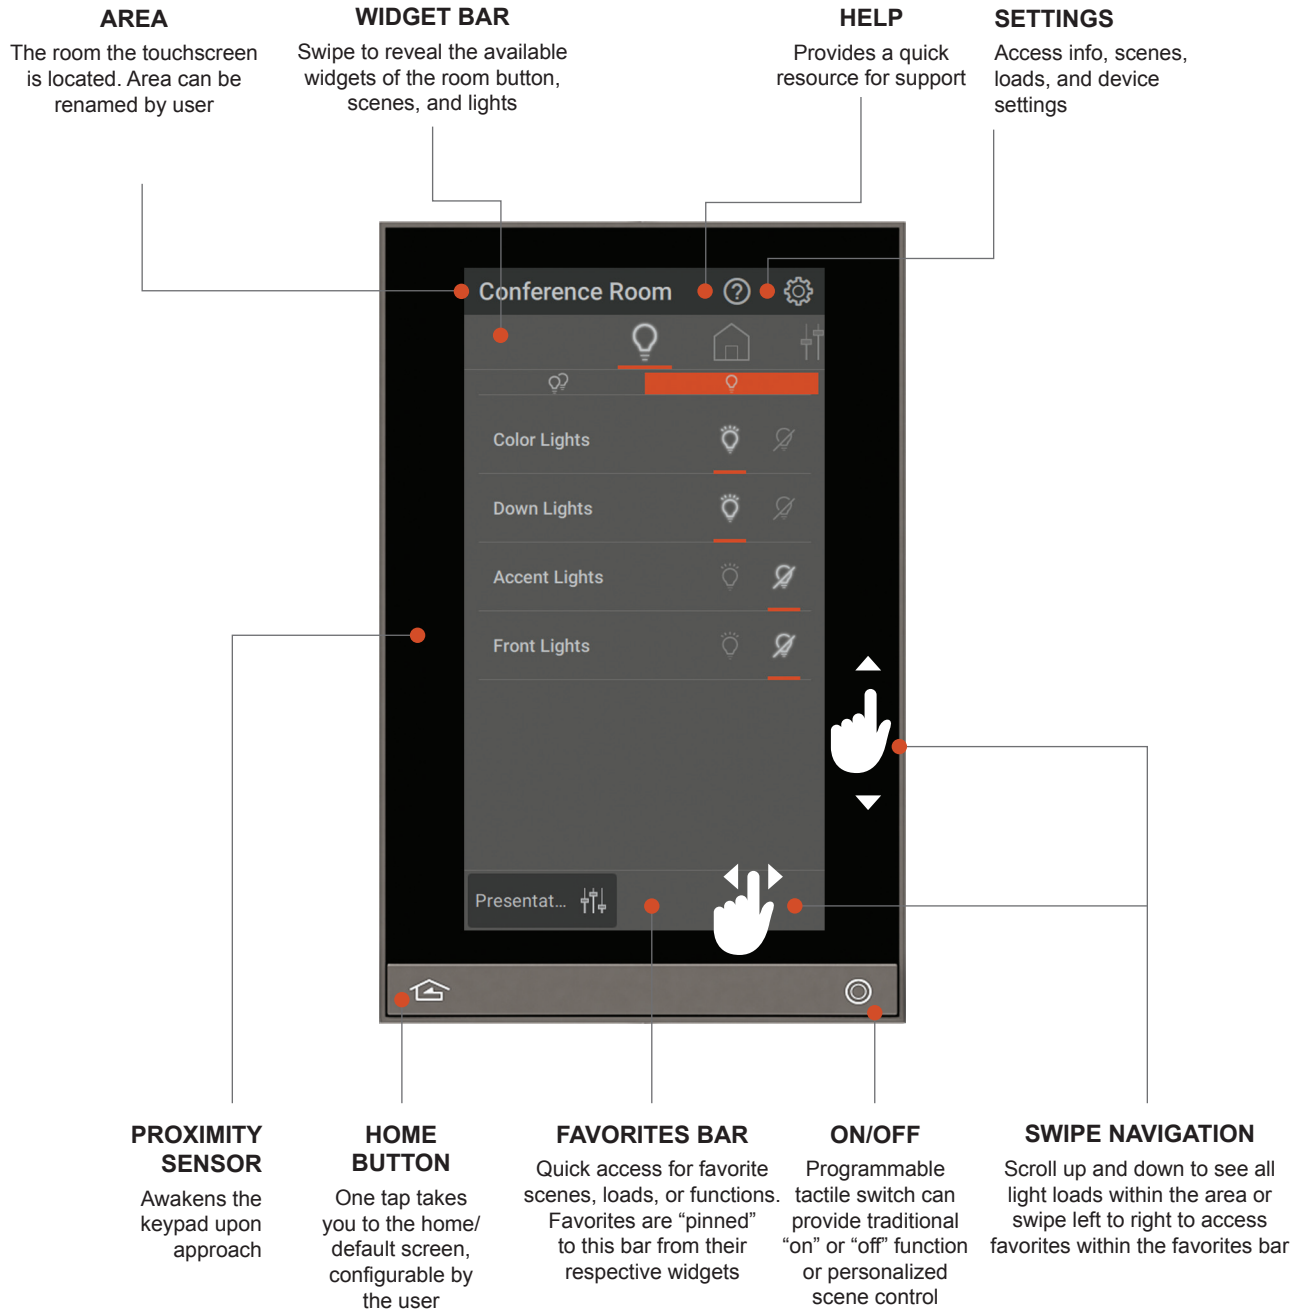 AREA
The room the touchscreen
is located. Area can be
renamed by user
WIDGET BAR
Swipe to reveal the available
widgets of the room button,
scenes, and lights
HELP
Provides a quick
resource for support
SETTINGS
Access info, scenes,
loads, and device
settings
Conference Room
Color Lights
Down Lights
Accent Lights
Front Lights
Presentat...
PROXIMITY
SENSOR
Awakens the
keypad upon
approach
HOME
BUTTON
One tap takes
you to the home/
default screen,
configurable by
the user
FAVORITES BAR
Quick access for favorite
scenes, loads, or functions.
Favorites are “pinned”
to this bar from their
respective widgets
ON/OFF
Programmable
tactile switch can
provide traditional
“on” or “off” function
or personalized
scene control
SWIPE NAVIGATION
Scroll up and down to see all
light loads within the area or
swipe left to right to access
favorites within the favorites bar